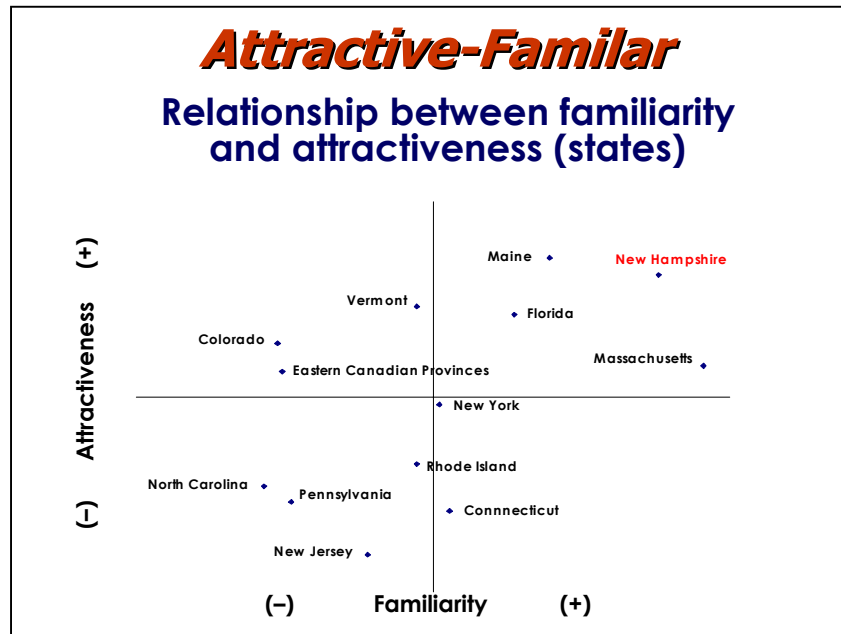 Attractive-Familar
Relationship between familiarity
and attractiveness (states)
(+)
Attractiveness
(–)
Maine
New Hampshire
Vermont
Florida
Colorado
Massachusetts
Eastern Canadian Provinces
New York
Rhode Island
North Carolina
Pennsylvania
Connnecticut
New Jersey
(–) Familiarity (+)